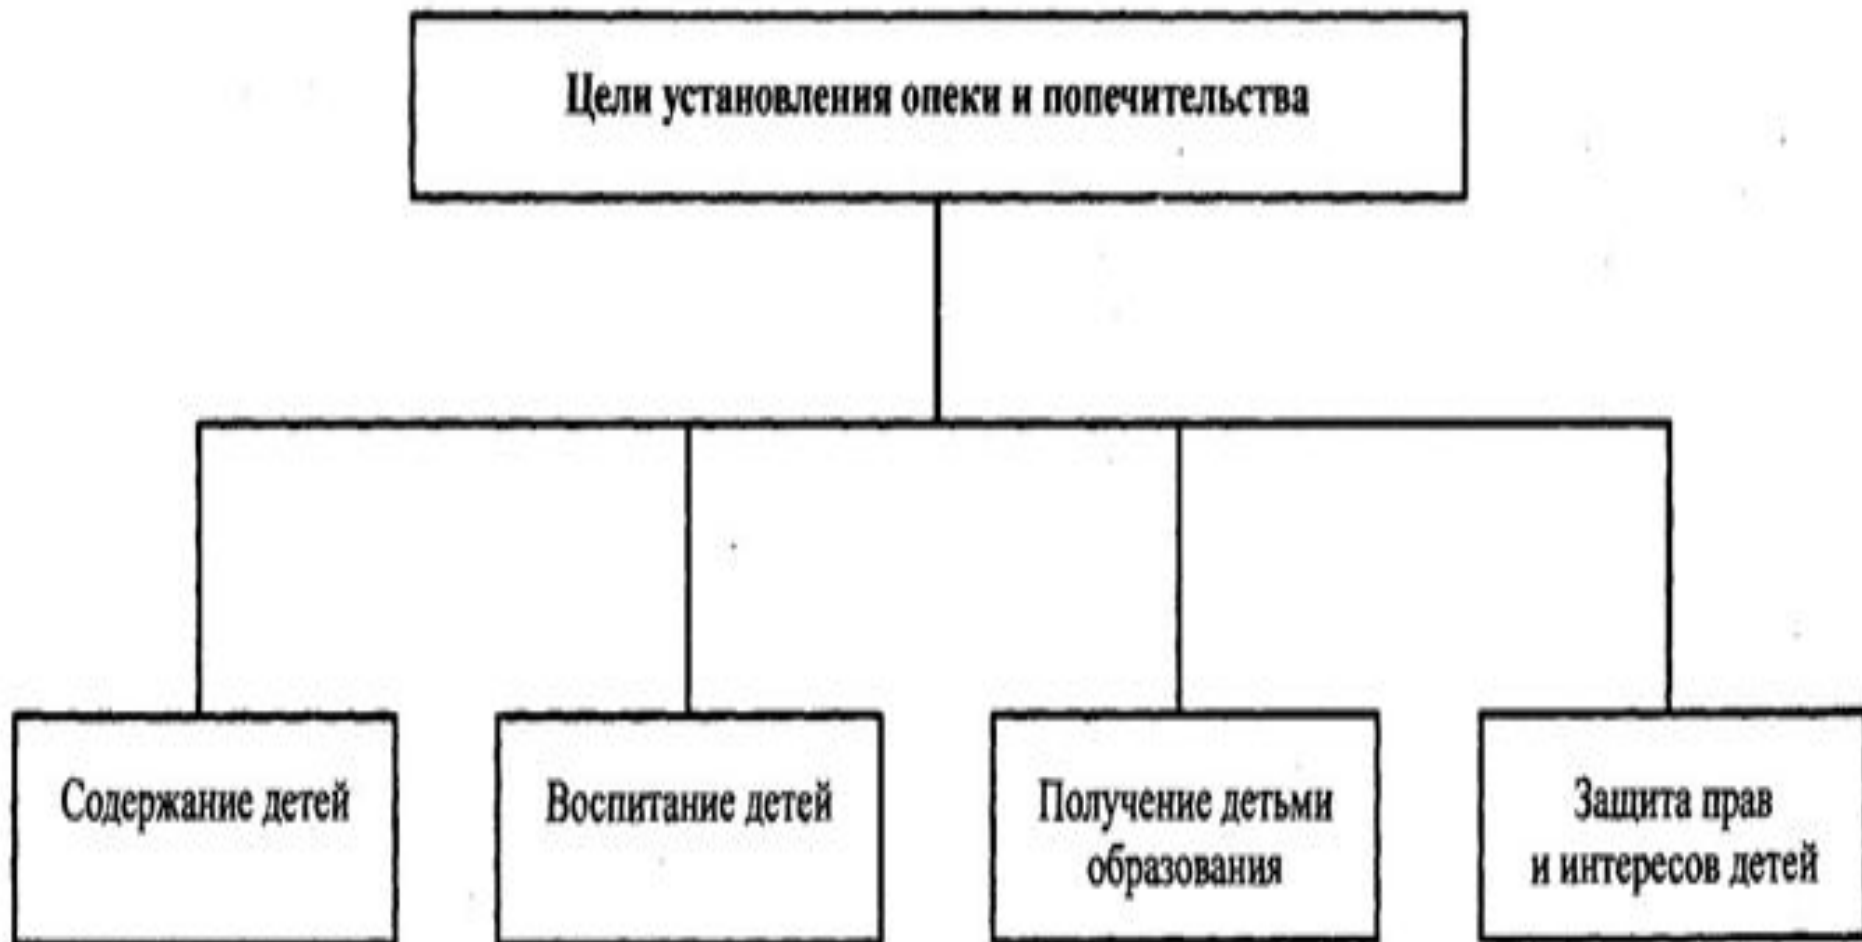 Цели установления опеки и попечительства
Содержание детей
Воспитание детей
Получение детьми
образования
Защита прав
и интересов детей